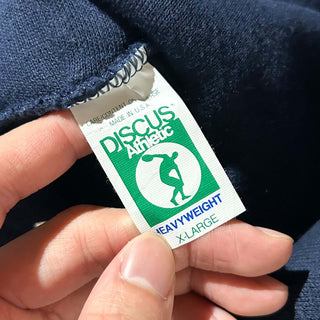 MADE IN U.S.A.
DISCUS
Athletic
HEAVYWEIGHT
X-LARGE